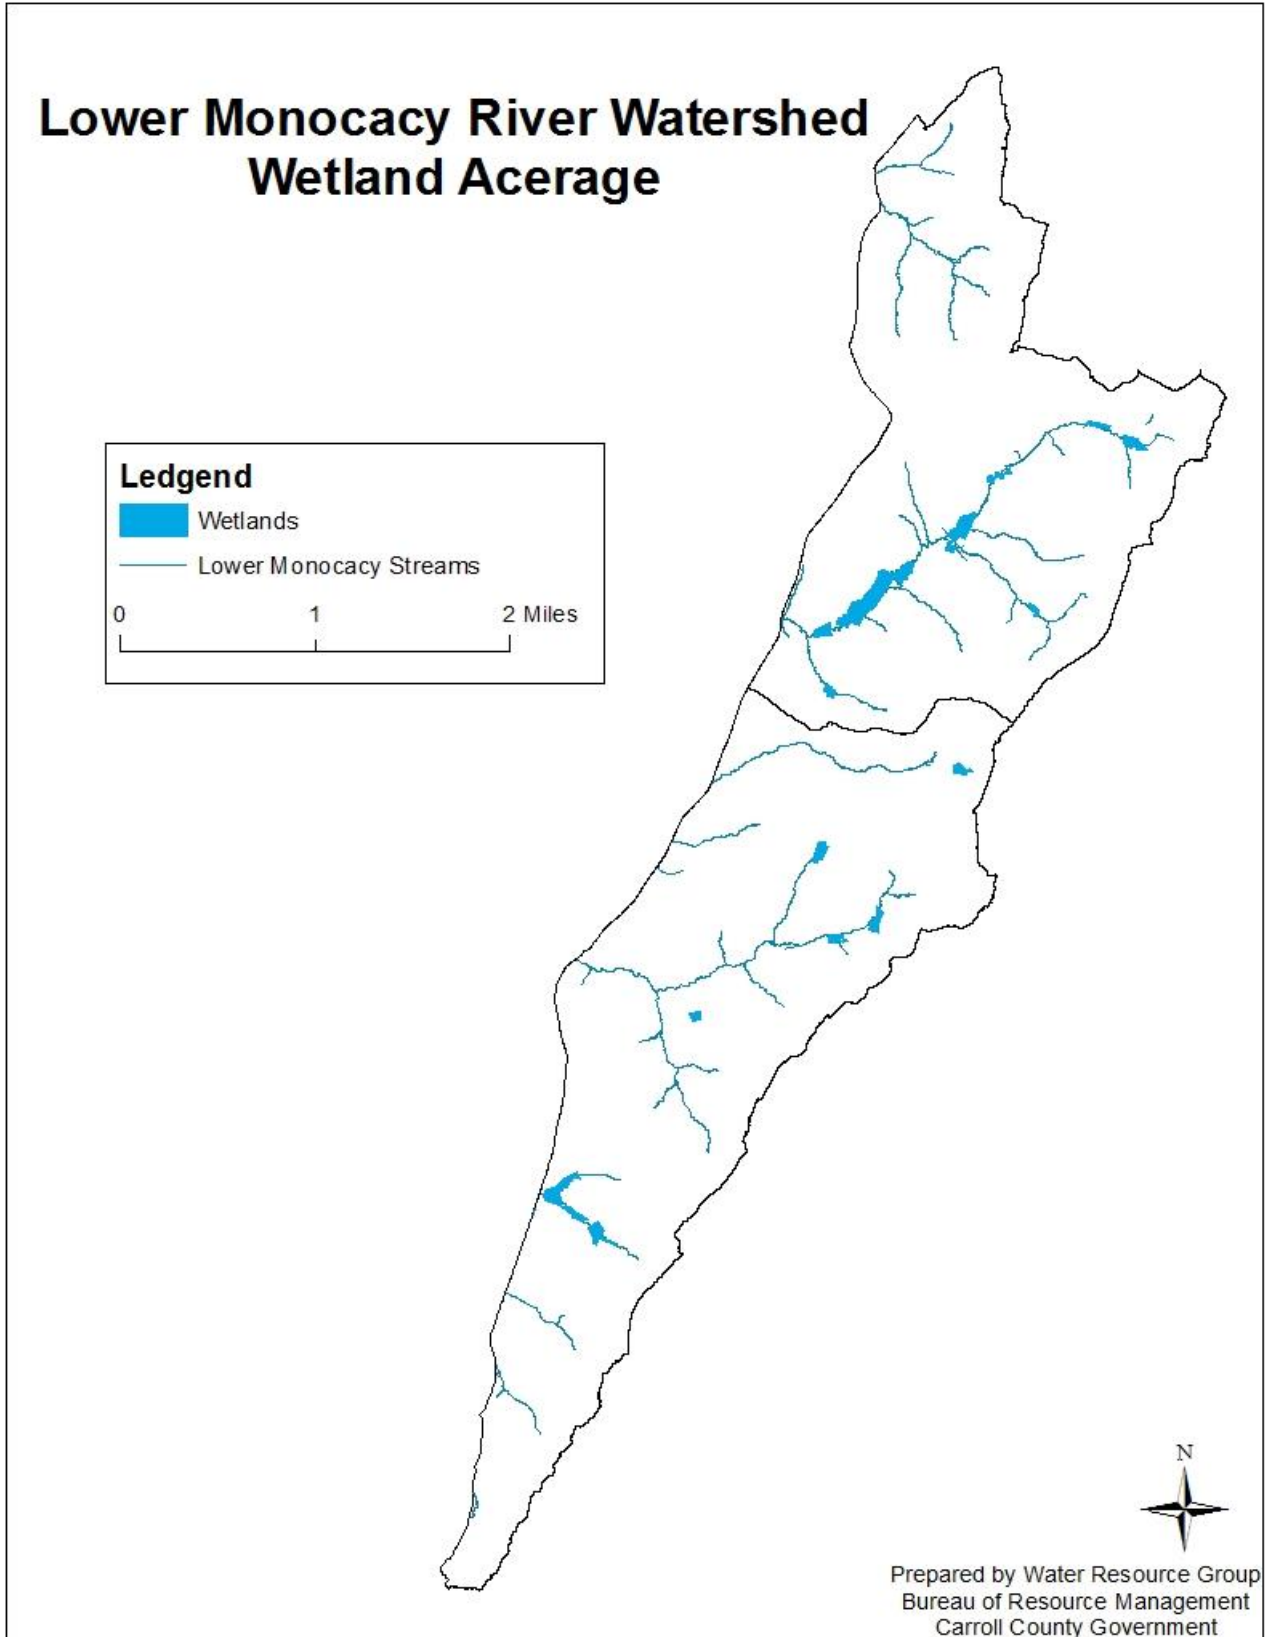 Lower Monocacy River Watershed
Wetland Acerage
Ledgend
Wetlands
Lower Monocacy Streams
0 1 2 Miles
N
Prepared by Water Resource Group
Bureau of Resource Management
Carroll County Government